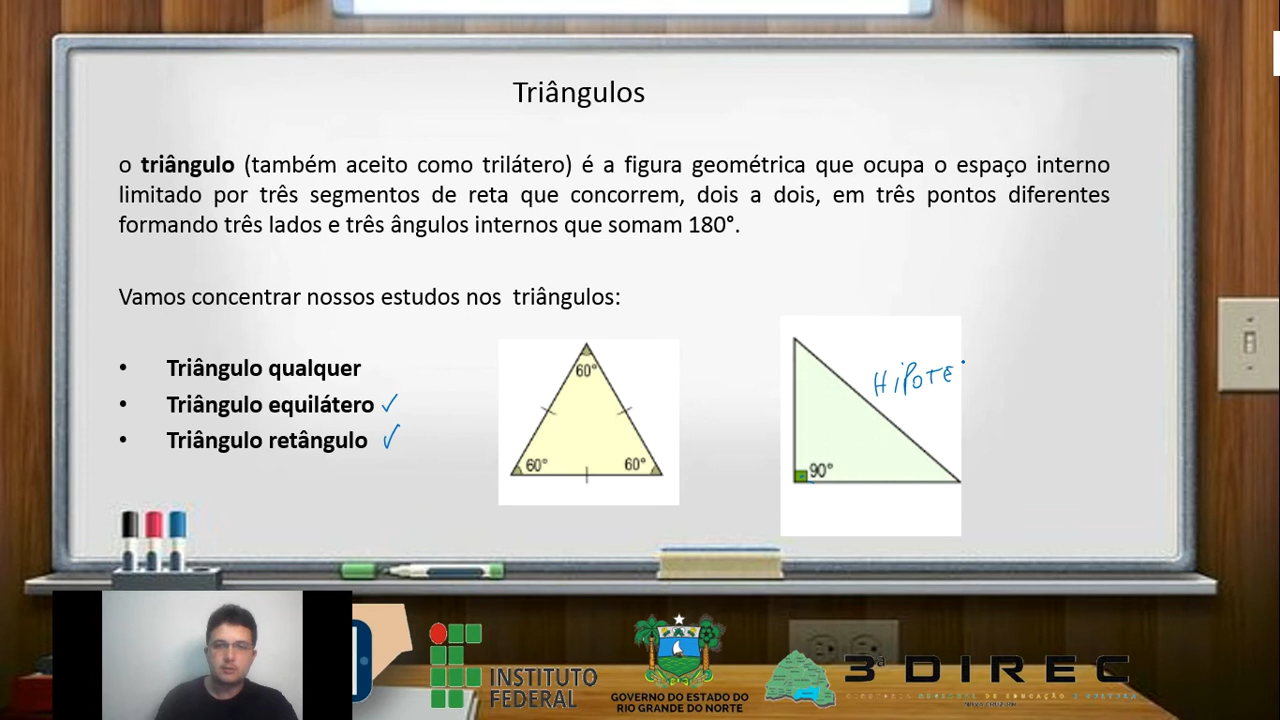 Triângulos
o triângulo (também aceito como trilátero) é a figura geométrica que ocupa o espaço interno
limitado por três segmentos de reta que concorrem, dois a dois, em três pontos diferentes
formando três lados e três ângulos internos que somam 180°.
Vamos concentrar nossos estudos nos triângulos:
• Triângulo qualquer
• Triângulo equilátero ✓
• Triângulo retângulo ✓
60°
60°
60°
HiPOTE
90°
INSTITUTO
FEDERAL
GOVERNO DO ESTADO DO
RIO GRANDE DO NORTE
3ª DIREC